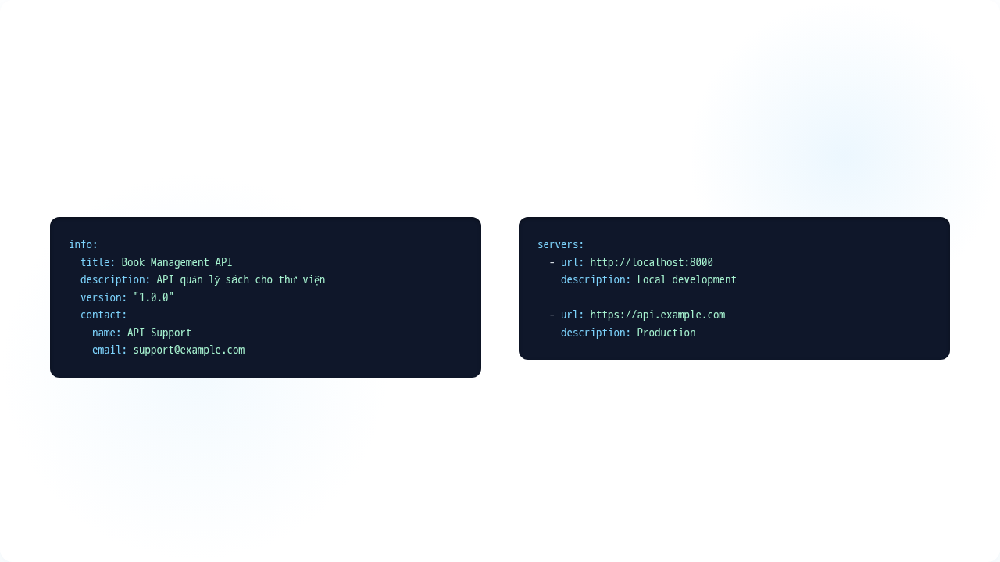 info:
  title: Book Management API
  description: API quản lý sách cho thư viện
  version: "1.0.0"
  contact:
    name: API Support
    email: support@example.com
servers:
  - url: http://localhost:8000
    description: Local development

  - url: https://api.example.com
    description: Production